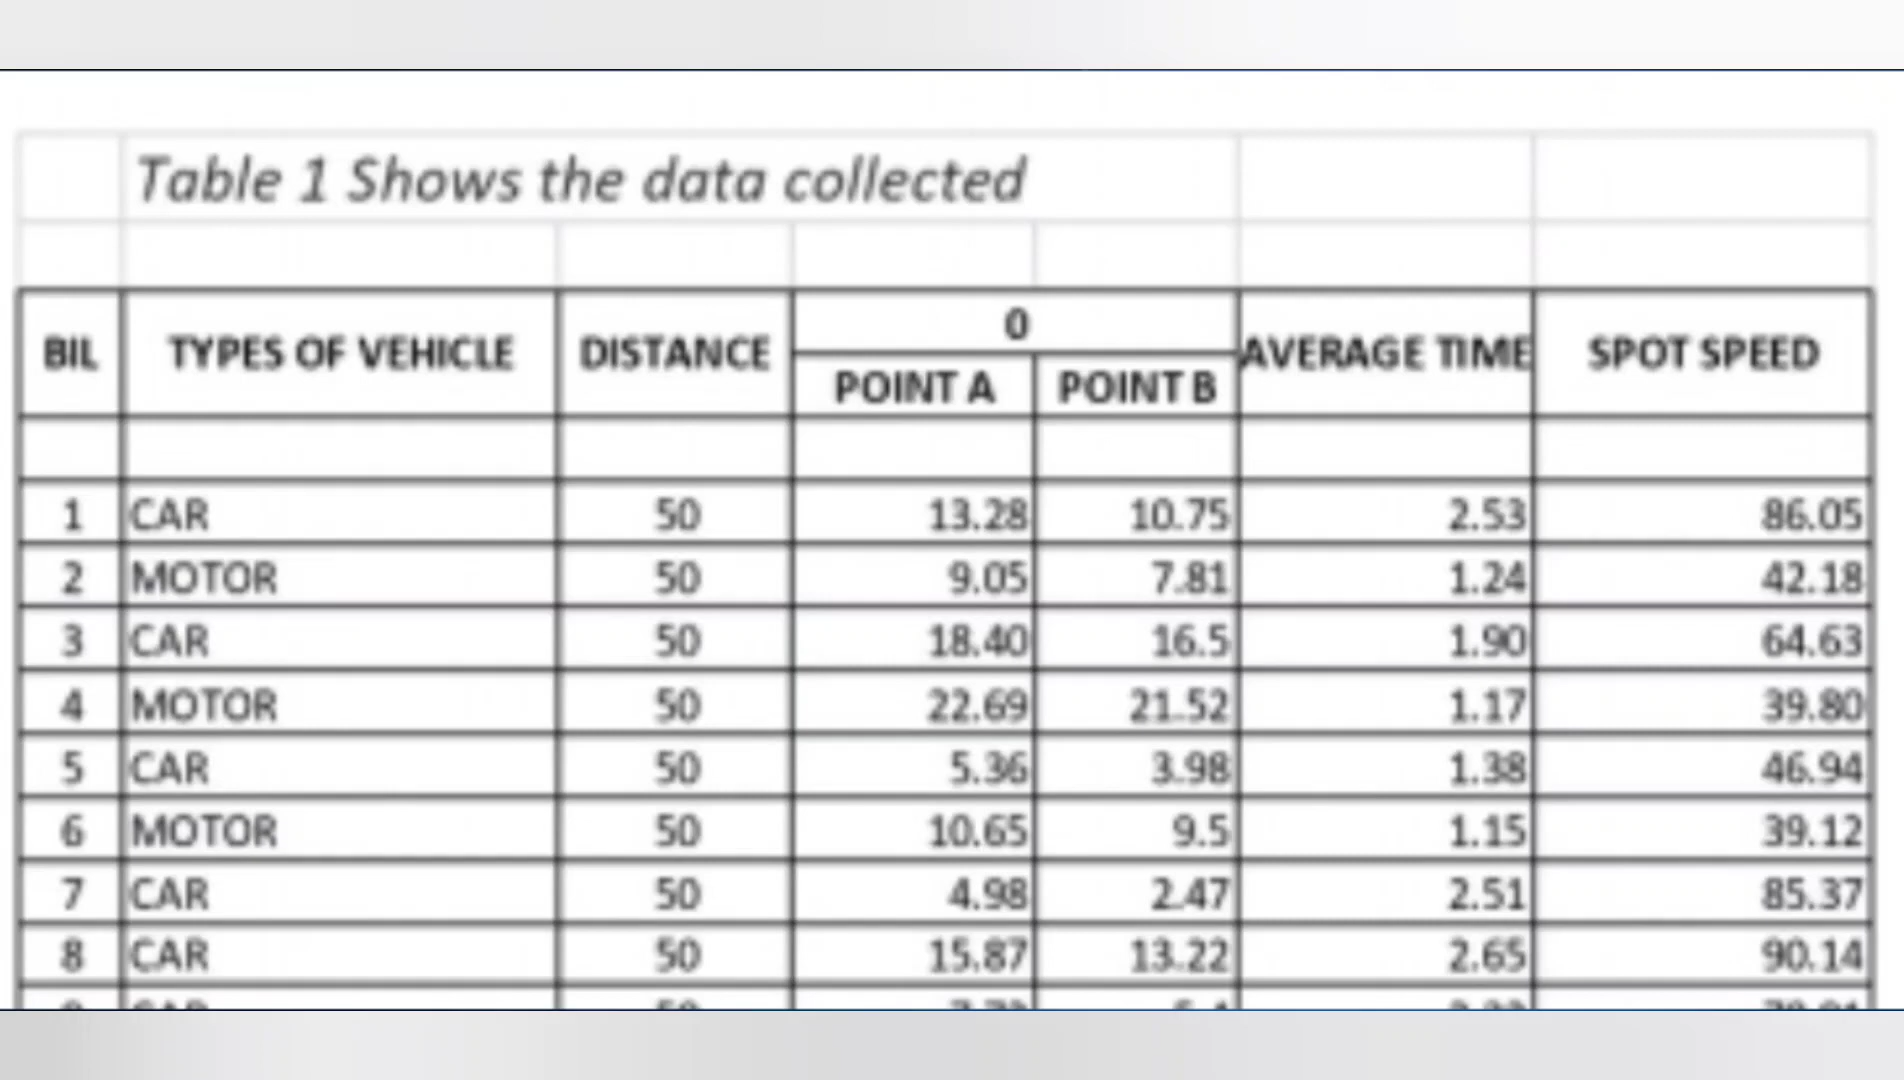 Table 1 Shows the data collected
BIL TYPES OF VEHICLE DISTANCE 0 AVERAGE TIME SPOT SPEED
POINT A POINT B
1 CAR 50 13.28 10.75 2.53 86.05
2 MOTOR 50 9.05 7.81 1.24 42.18
3 CAR 50 18.40 16.5 1.90 64.63
4 MOTOR 50 22.69 21.52 1.17 39.80
5 CAR 50 5.36 3.98 1.38 46.94
6 MOTOR 50 10.65 9.5 1.15 39.12
7 CAR 50 4.98 2.47 2.51 85.37
8 CAR 50 15.87 13.22 2.65 90.14